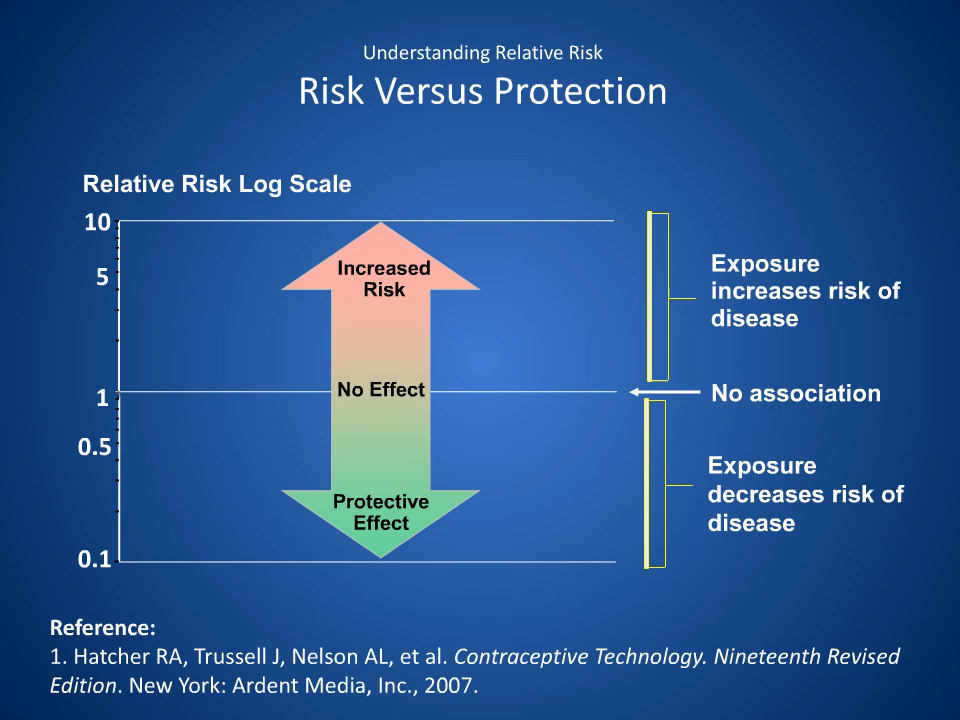 Understanding Relative Risk
Risk Versus Protection
Relative Risk Log Scale
10
5
1
0.5
0.1
Increased
Risk
No Effect
Protective
Effect
Exposure
increases risk of
disease
No association
Exposure
decreases risk of
disease
Reference:
1. Hatcher RA, Trussell J, Nelson AL, et al. Contraceptive Technology. Nineteenth Revised
Edition. New York: Ardent Media, Inc., 2007.